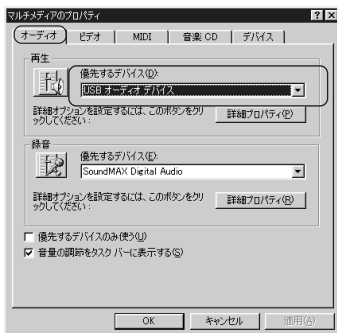 マルチメディアのプロパティ
オーディオ ビデオ MIDI 音楽 CD デバイス
再生
優先するデバイス(D):
USB オーディオ デバイス
詳細オプションを設定するには、このボタンをクリ
ックしてください:
詳細プロパティ(P)
録音
優先するデバイス(E):
SoundMAX Digital Audio
詳細オプションを設定するには、このボタンをクリ
ックしてください:
詳細プロパティ(R)
優先するデバイスのみ使う(U)
音量の調節をタスク バーに表示する(S)
OK キャンセル 適用(A)